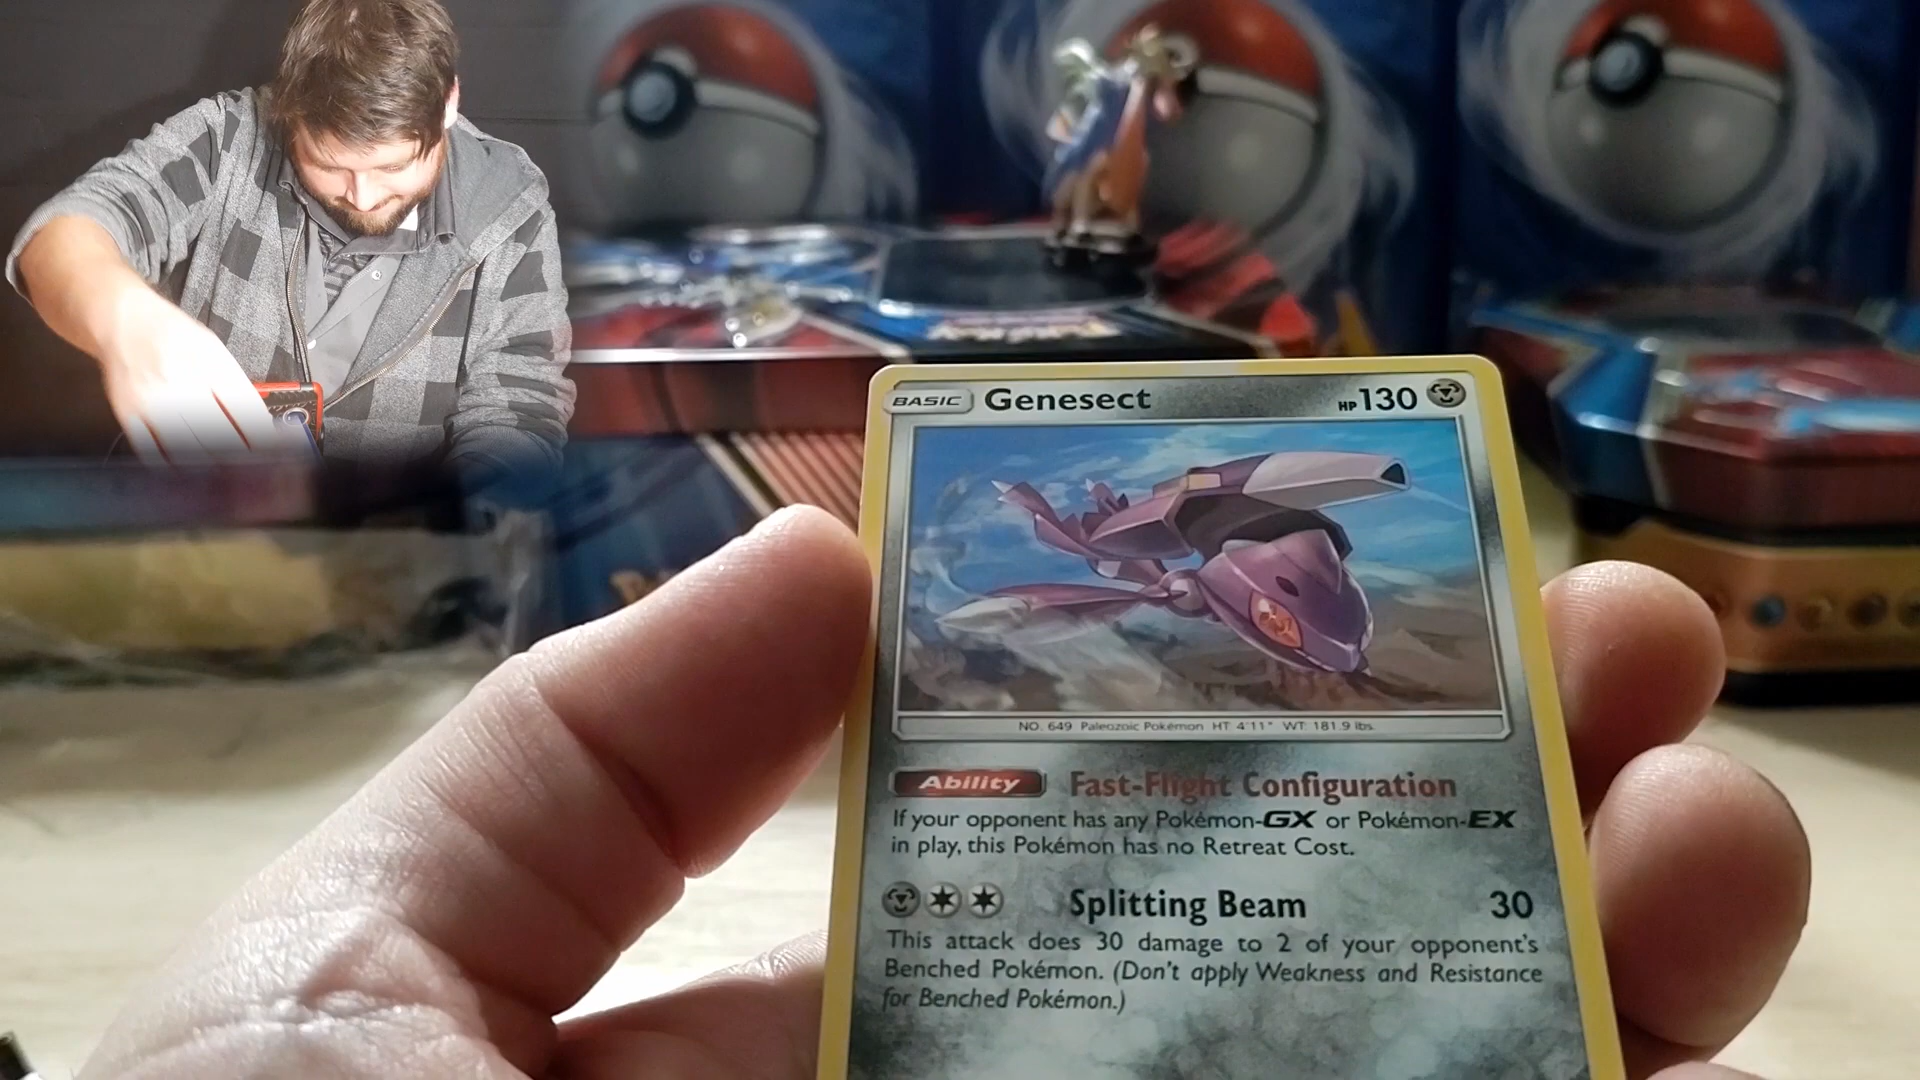 BASIC Genesect HP 130
NO. 649 Paleozoic Pokémon HT: 4'11" WT: 181.9 lbs.
Ability Fast-Flight Configuration
If your opponent has any Pokémon-GX or Pokémon-EX
in play, this Pokémon has no Retreat Cost.
Splitting Beam 30
This attack does 30 damage to 2 of your opponent's
Benched Pokémon. (Don't apply Weakness and Resistance
for Benched Pokémon.)